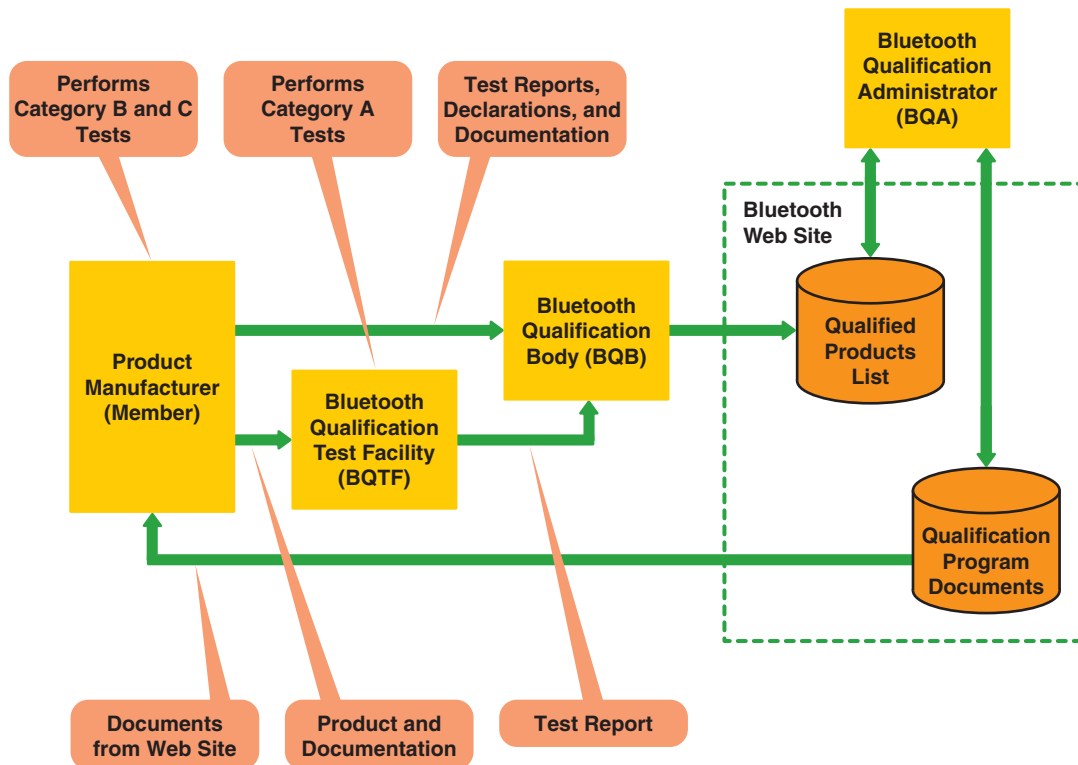 Performs
Category B and C
Tests
Performs
Category A
Tests
Test Reports,
Declarations, and
Documentation
Bluetooth
Qualification
Administrator
(BQA)
Bluetooth
Web Site
Product
Manufacturer
(Member)
Bluetooth
Qualification
Test Facility
(BQTF)
Bluetooth
Qualification
Body (BQB)
Qualified
Products
List
Qualification
Program
Documents
Documents
from Web Site
Product and
Documentation
Test Report